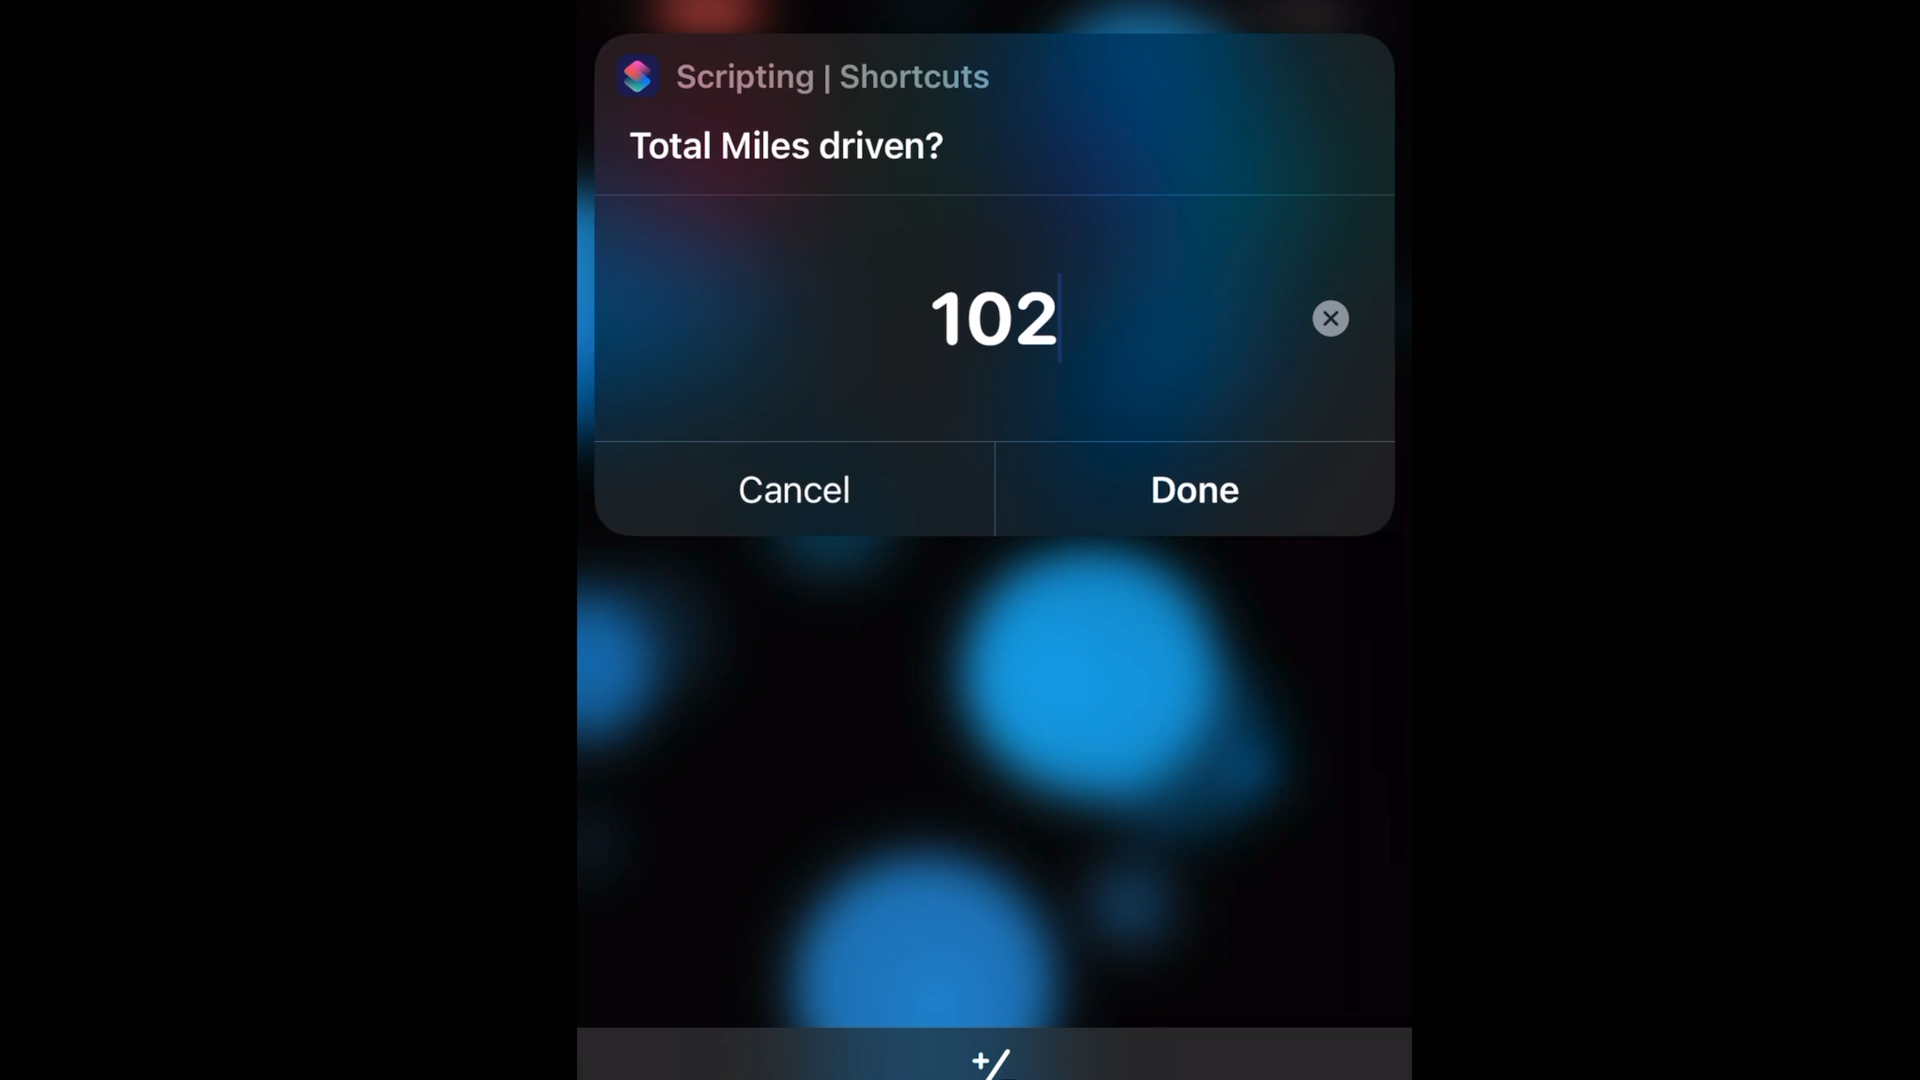 Scripting | Shortcuts
Total Miles driven?
102
Cancel
Done
+/